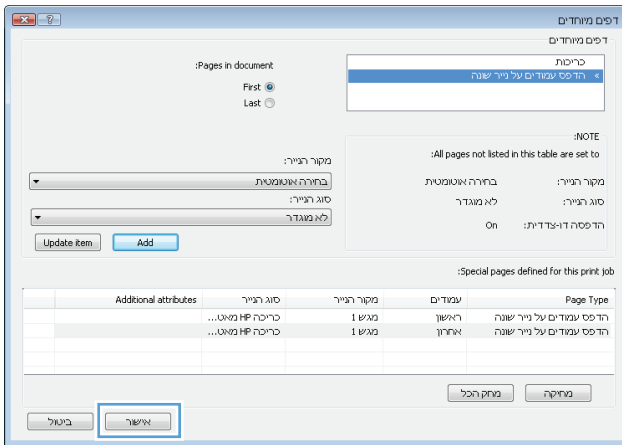 דפים מיוחדים
דפים מיוחדים
כריכות
» הדפס עמודים על נייר שונה
Pages in document:
First
Last
NOTE:
All pages not listed in this table are set to:
מקור הנייר: בחירה אוטומטית
סוג הנייר: לא מוגדר
הדפסה דו-צדדית: On
מקור הנייר:
בחירה אוטומטית
סוג הנייר:
לא מוגדר
Add
Update item
Special pages defined for this print job:
Page Type עמודים מקור הנייר סוג הנייר Additional attributes
הדפס עמודים על נייר שונה ראשון מגש 1 כריכה HP מאט...
הדפס עמודים על נייר שונה אחרון מגש 1 כריכה HP מאט...
מחיקה מחק הכל
אישור ביטול